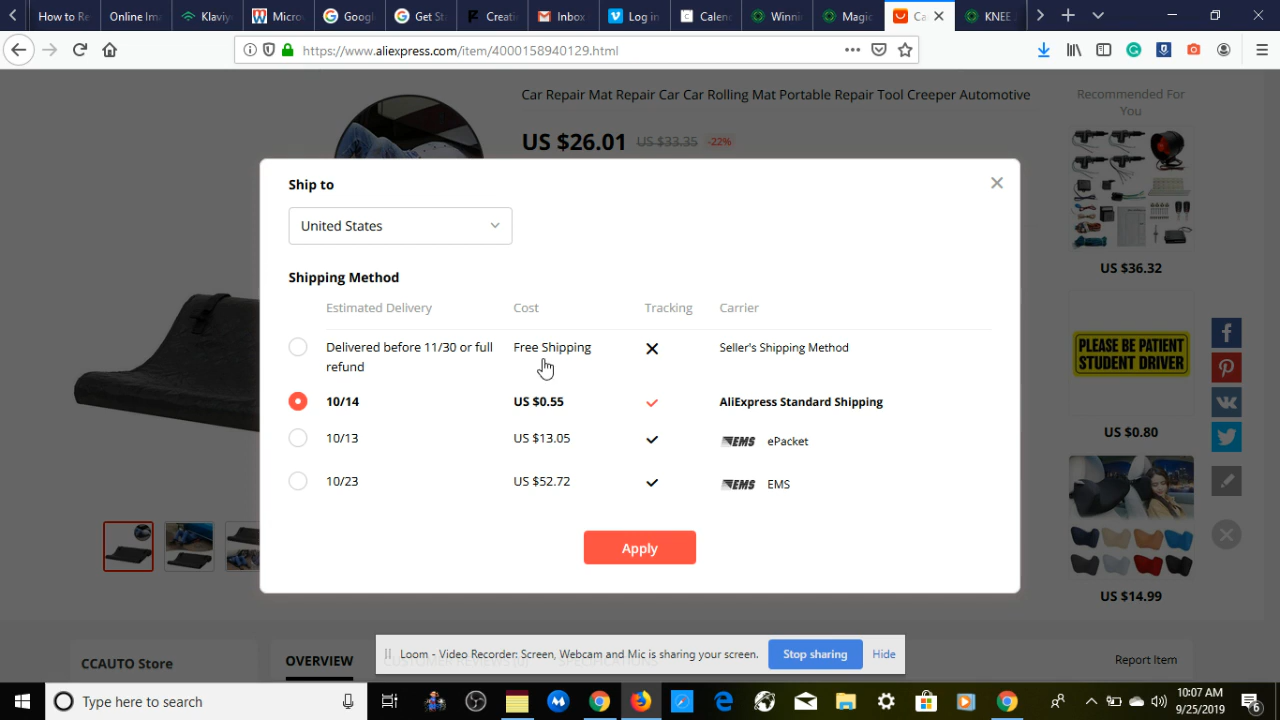 How to Re
Online Ima
Klaviy
Micro
Googl
Get St
Creati
Inbox
Log in
Calen
Winni
Magic
Ca
KNEE
https://www.aliexpress.com/item/4000158940129.html
Car Repair Mat Repair Car Car Rolling Mat Portable Repair Tool Creeper Automotive
US $26.01 US $33.35 -22%
Recommended For
You
Ship to
United States
US $36.32
Shipping Method
Estimated Delivery Cost Tracking Carrier
Delivered before 11/30 or full Free Shipping Seller's Shipping Method
refund
10/14 US $0.55 AliExpress Standard Shipping
10/13 US $13.05 EMS ePacket
10/23 US $52.72 EMS EMS
PLEASE BE PATIENT
STUDENT DRIVER
US $0.80
Apply
US $14.99
Loom - Video Recorder: Screen, Webcam and Mic is sharing your screen. Stop sharing Hide
CCAUTO Store
OVERVIEW
Report Item
Type here to search
10:07 AM
9/25/2019
6